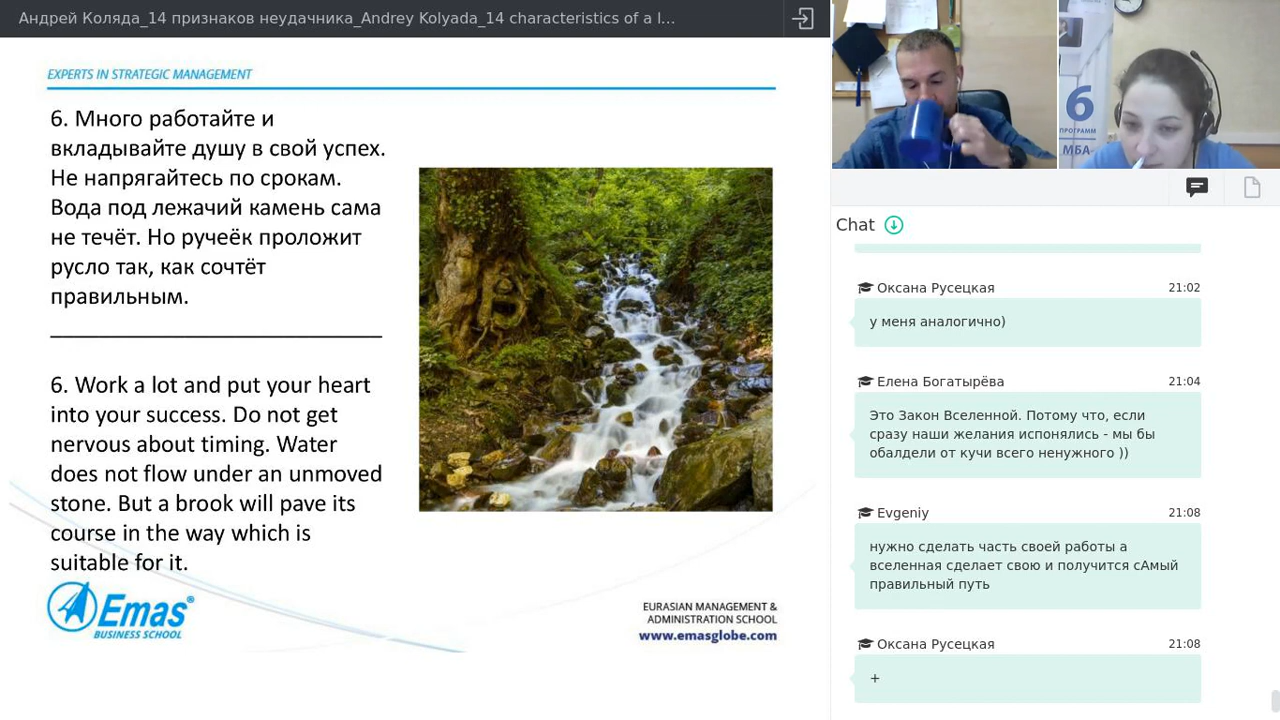 Андрей Коляда_14 признаков неудачника_Andrey Kolyada_14 characteristics of a l...
EXPERTS IN STRATEGIC MANAGEMENT
6. Много работайте и
вкладывайте душу в свой успех.
Не напрягайтесь по срокам.
Вода под лежачий камень сама
не течёт. Но ручеёк проложит
русло так, как сочтёт
правильным.
6. Work a lot and put your heart
into your success. Do not get
nervous about timing. Water
does not flow under an unmoved
stone. But a brook will pave its
course in the way which is
suitable for it.
Emas®
BUSINESS SCHOOL
EURASIAN MANAGEMENT &
ADMINISTRATION SCHOOL
www.emasglobe.com
6
ПРОГРАММ
МБА
Chat
Оксана Русецкая 21:02
у меня аналогично)
Елена Богатырёва 21:04
Это Закон Вселенной. Потому что, если
сразу наши желания испонялись - мы бы
обалдели от кучи всего ненужного ))
Evgeniy 21:08
нужно сделать часть своей работы а
вселенная сделает свою и получится сАмый
правильный путь
Оксана Русецкая 21:08
+